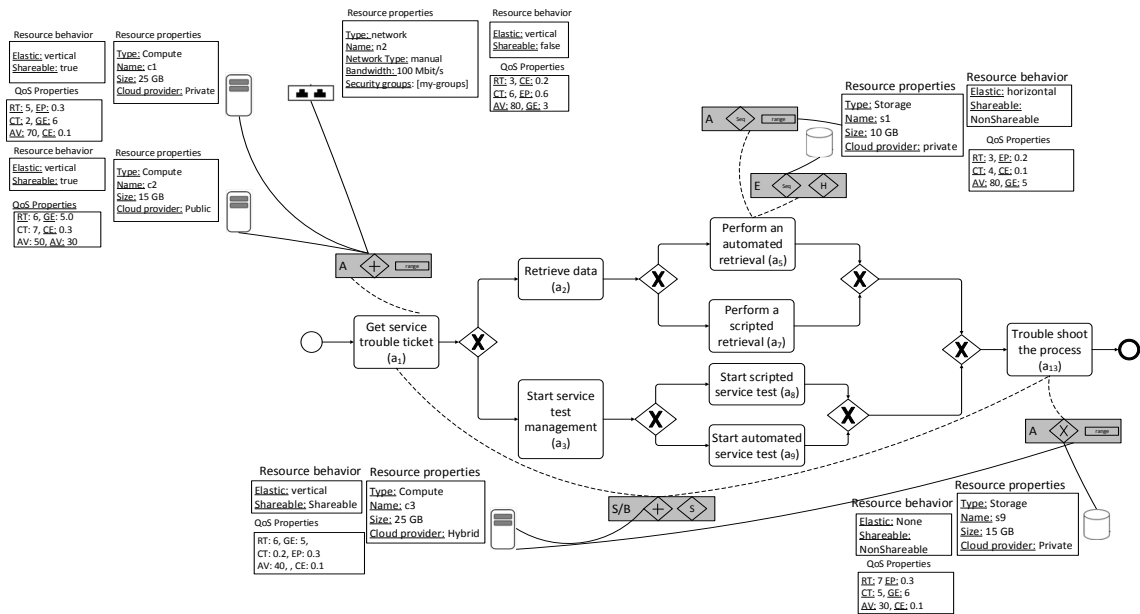 Resource behavior
Elastic: vertical
Shareable: true
Resource properties
Type: Compute
Name: c1
Size: 25 GB
Cloud provider: Private
QoS Properties
RT: 5, EP: 0.3
CT: 2, GE: 6
AV: 70, CE: 0.1
Resource behavior
Elastic: vertical
Shareable: true
Resource properties
Type: Compute
Name: c2
Size: 15 GB
Cloud provider: Public
QoS Properties
RT: 6, GE: 5.0
CT: 7, CE: 0.3
AV: 50, AV: 30
Resource properties
Type: network
Name: n2
Network Type: manual
Bandwidth: 100 Mbit/s
Security groups: [my-groups]
Resource behavior
Elastic: vertical
Shareable: false
QoS Properties
RT: 3, CE: 0.2
CT: 6, EP: 0.6
AV: 80, GE: 3
A
Seq
range
Resource properties
Type: Storage
Name: s1
Size: 10 GB
Cloud provider: private
Resource behavior
Elastic: horizontal
Shareable:
NonShareable
QoS Properties
RT: 3, EP: 0.2
CT: 4, CE: 0.1
AV: 80, GE: 5
E
Seq
H
A
range
Get service
trouble ticket
(a1)
X
Retrieve data
(a2)
X
Perform an
automated
retrieval (a5)
Perform a
scripted
retrieval (a7)
X
Start service
test
management
(a3)
X
Start scripted
service test (a8)
Start automated
service test (a9)
X
X
Trouble shoot
the process
(a13)
A
X
range
S/B
S
Resource behavior
Elastic: vertical
Shareable: Shareable
Resource properties
Type: Compute
Name: c3
Size: 25 GB
Cloud provider: Hybrid
QoS Properties
RT: 6, GE: 5,
CT: 0.2, EP: 0.3
AV: 40, , CE: 0.1
Resource behavior
Elastic: None
Shareable:
NonShareable
Resource properties
Type: Storage
Name: s9
Size: 15 GB
Cloud provider: Private
QoS Properties
RT: 7 EP: 0.3
CT: 5, GE: 6
AV: 30, CE: 0.1